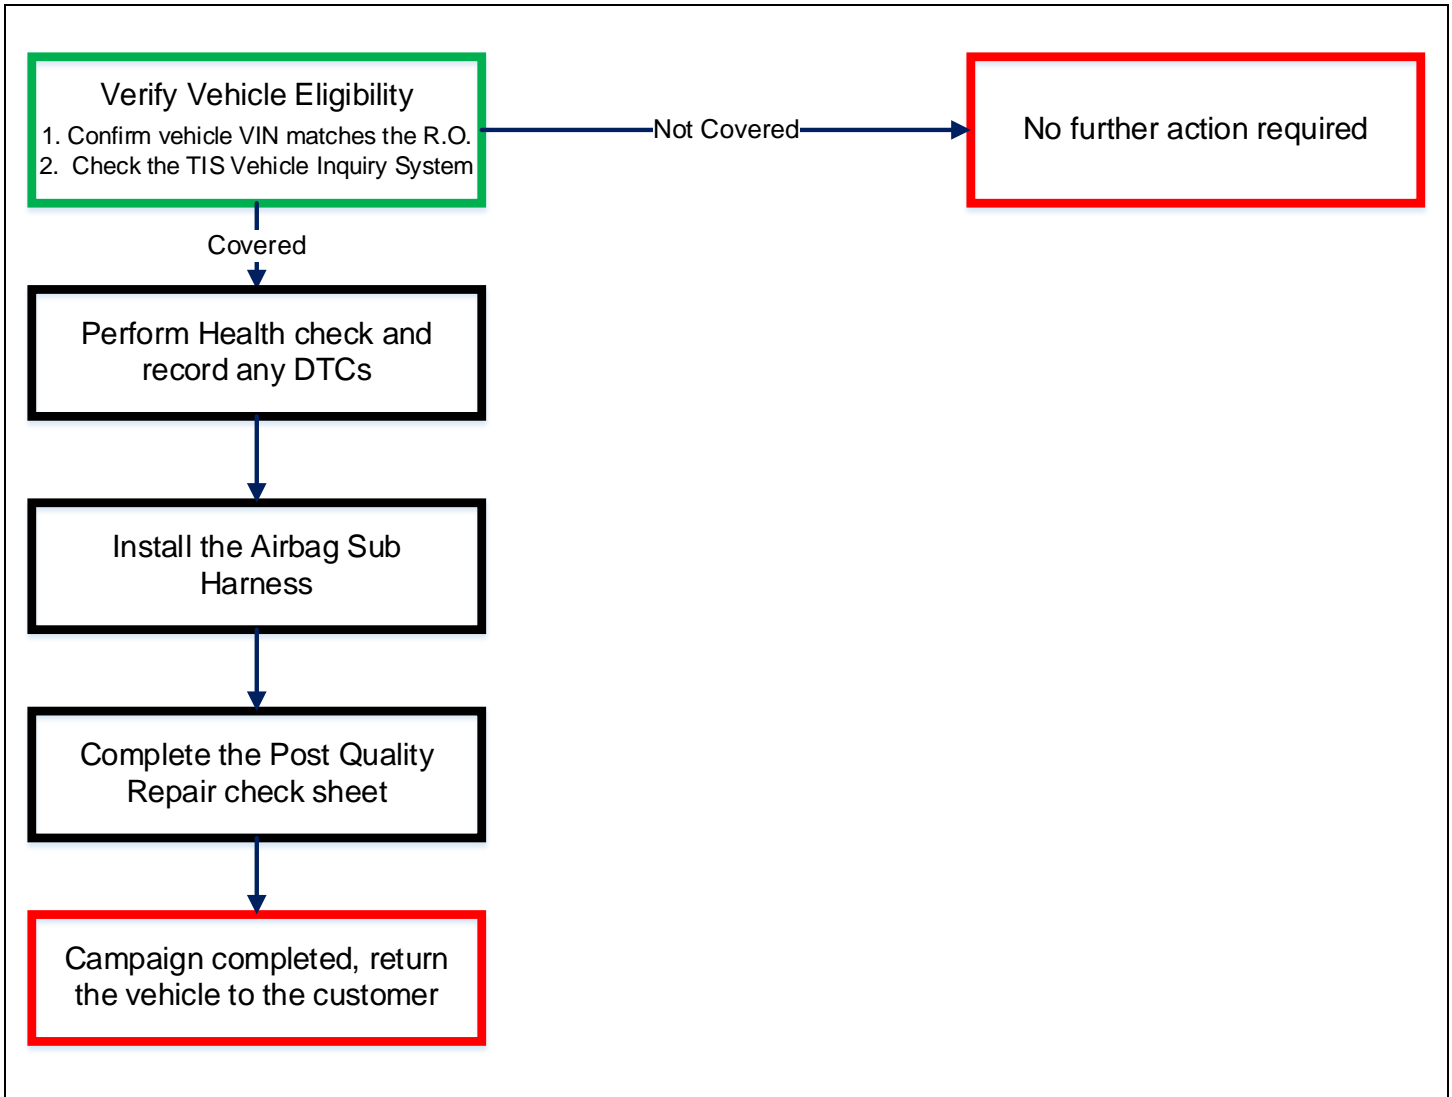 Verify Vehicle Eligibility
1. Confirm vehicle VIN matches the R.O.
2. Check the TIS Vehicle Inquiry System
Not Covered
No further action required
Covered
Perform Health check and
record any DTCs
Install the Airbag Sub
Harness
Complete the Post Quality
Repair check sheet
Campaign completed, return
the vehicle to the customer